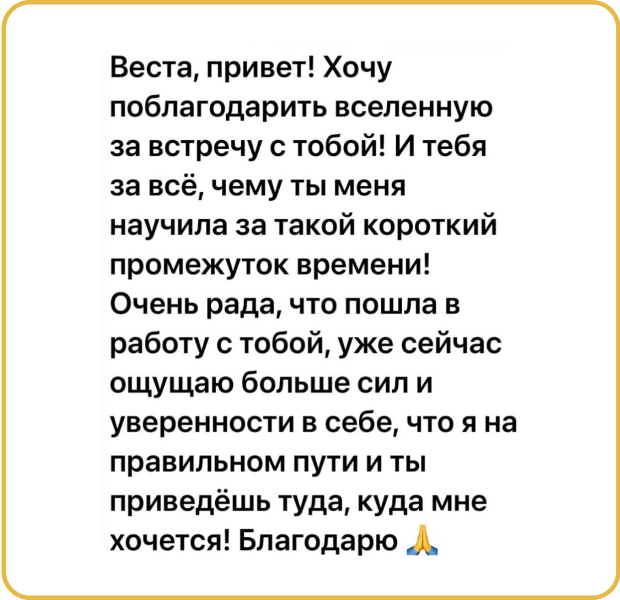 Веста, привет! Хочу
поблагодарить вселенную
за встречу с тобой! И тебя
за всё, чему ты меня
научила за такой короткий
промежуток времени!
Очень рада, что пошла в
работу с тобой, уже сейчас
ощущаю больше сил и
уверенности в себе, что я на
правильном пути и ты
приведёшь туда, куда мне
хочется! Благодарю 🙏